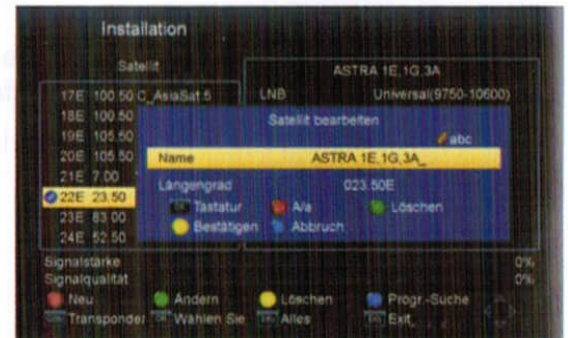 Installation
Satellit
ASTRA 1E,1G,3A
17E 100.50 C_AsiaSat 5
LNB Universal(9750-10600)
18E 100.50
19E 105.50
20E 105.50
21E 7.00
22E 23.50
23E 83.00
24E 52.50
Satellit bearbeiten
abc
Name ASTRA 1E,1G,3A_
Längengrad 023.50E
Tastatur A/a Löschen
Bestätigen Abbruch
Signalstärke 0%
Signalqualität 0%
Neu Ändern Löschen Progr.-Suche
Transponder OK Wählen Sie Alles Exit